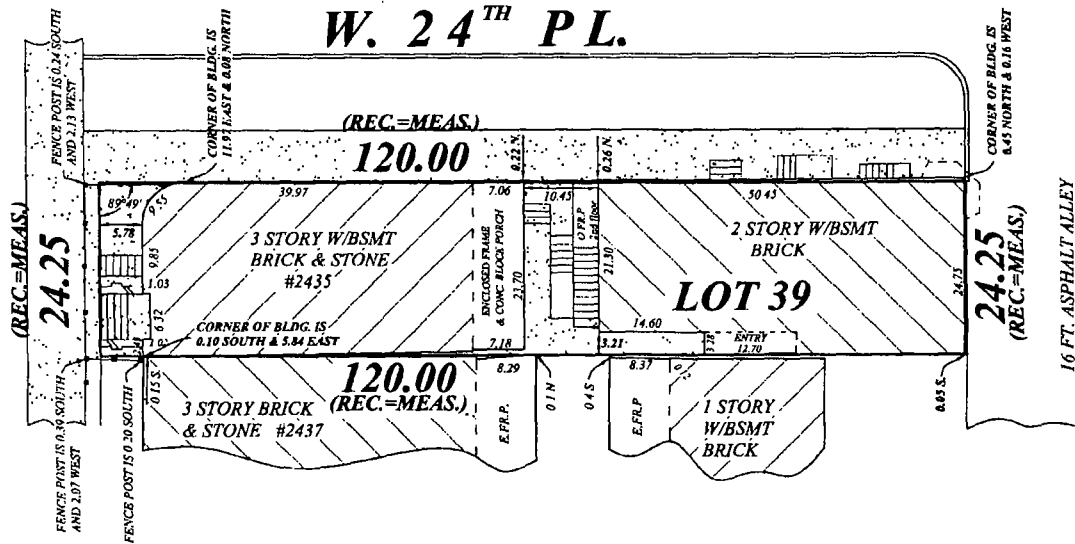 W. 24TH PL.
FENCE POST IS 0.24 SOUTH
AND 2.13 WEST
CORNER OF BLDG. IS
11.97 EAST & 0.08 NORTH
(REC.=MEAS.)
120.00
0.22 N.
0.26 N.
CORNER OF BLDG. IS
0.45 NORTH & 0.16 WEST
16 FT. ASPHALT ALLEY
(REC.=MEAS.)
24.25
89°49'
9.55
39.97
7.06
10.45
50.45
5.78
9.85
1.03
6.32
3 STORY W/BSMT
BRICK & STONE
#2435
ENCLOSED FRAME
& CONC BLOCK PORCH
23.70
O FR.P
2nd floor
21.30
2 STORY W/BSMT
BRICK
LOT 39
24.75
24.25
(REC.=MEAS.)
CORNER OF BLDG. IS
0.10 SOUTH & 5.84 EAST
7.18
14.60
3.21
3.78
ENTRY
12.70
0.15 S.
120.00
(REC.=MEAS.)
8.29
0.1 N
0.4 S
8.37
0.05 S.
3 STORY BRICK
& STONE #2437
E.FR.P
E.FR.P
1 STORY
W/BSMT
BRICK
FENCE POST IS 0.39 SOUTH
AND 2.07 WEST
FENCE POST IS 0.20 SOUTH